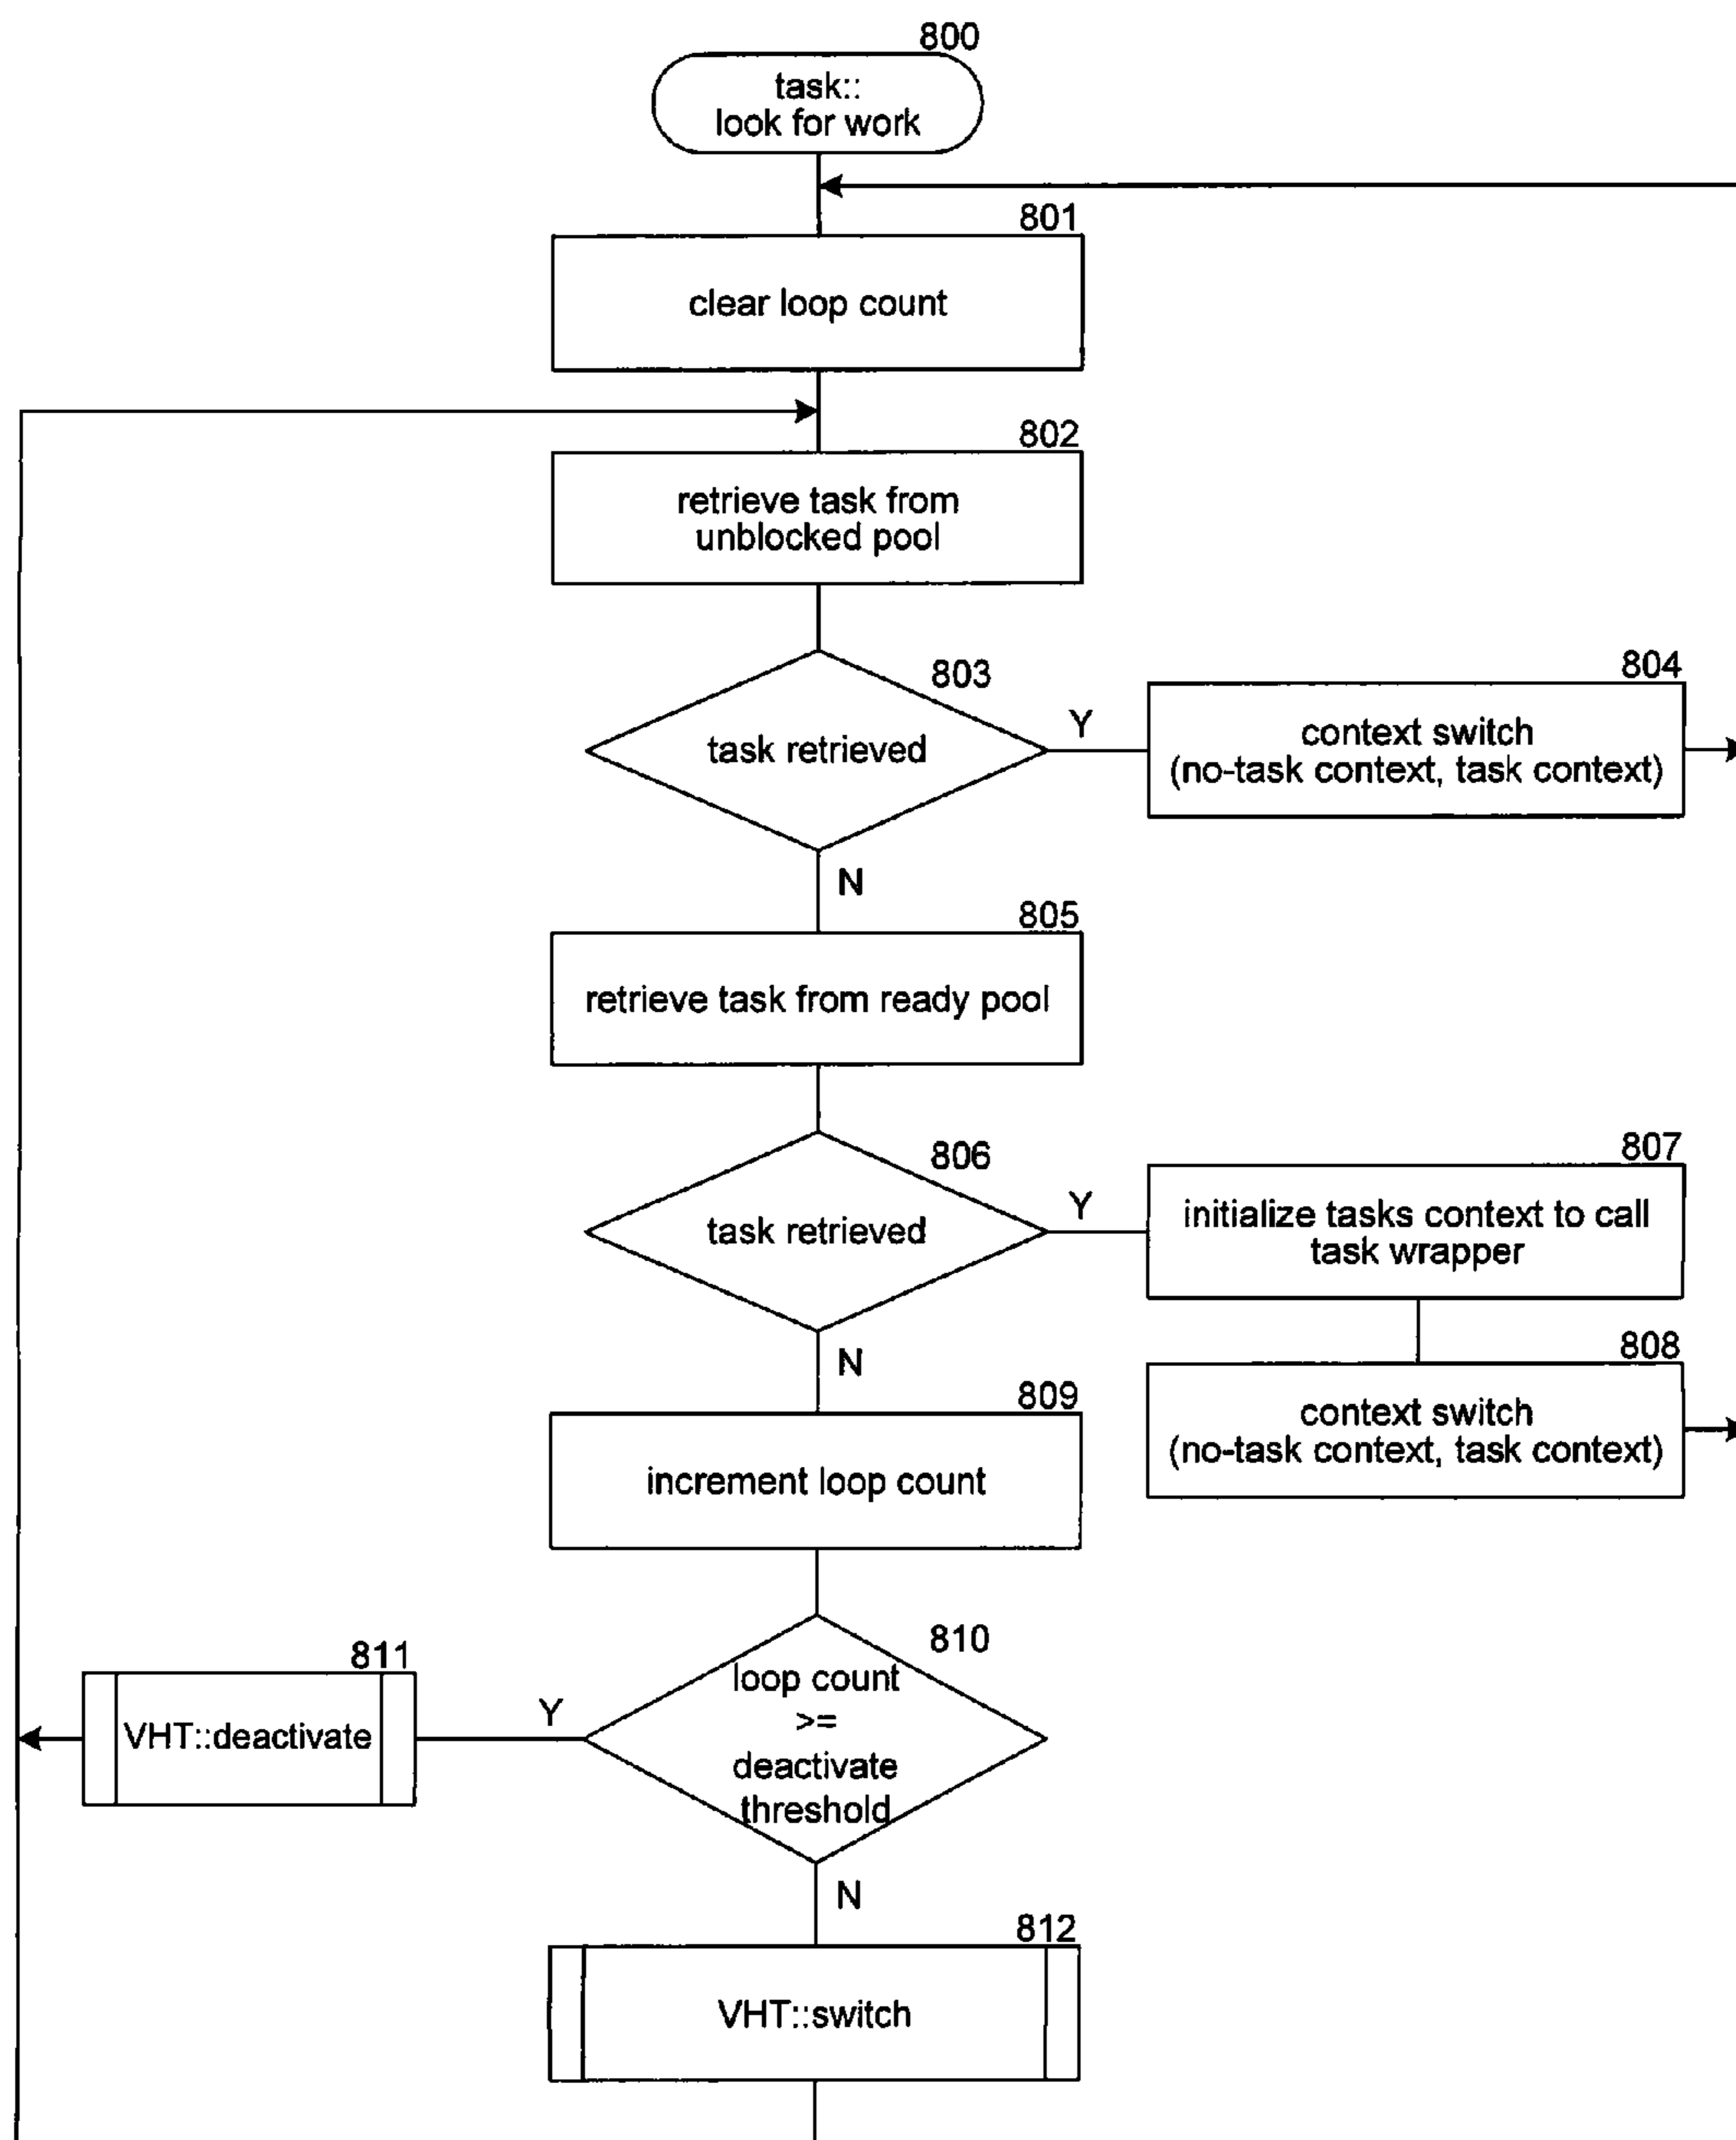 800
task::
look for work
801
clear loop count
802
retrieve task from
unblocked pool
803
task retrieved
Y
804
context switch
(no-task context, task context)
N
805
retrieve task from ready pool
806
task retrieved
Y
807
initialize tasks context to call
task wrapper
N
808
context switch
(no-task context, task context)
809
increment loop count
810
loop count
>=
deactivate
threshold
Y
811
VHT::deactivate
N
812
VHT::switch